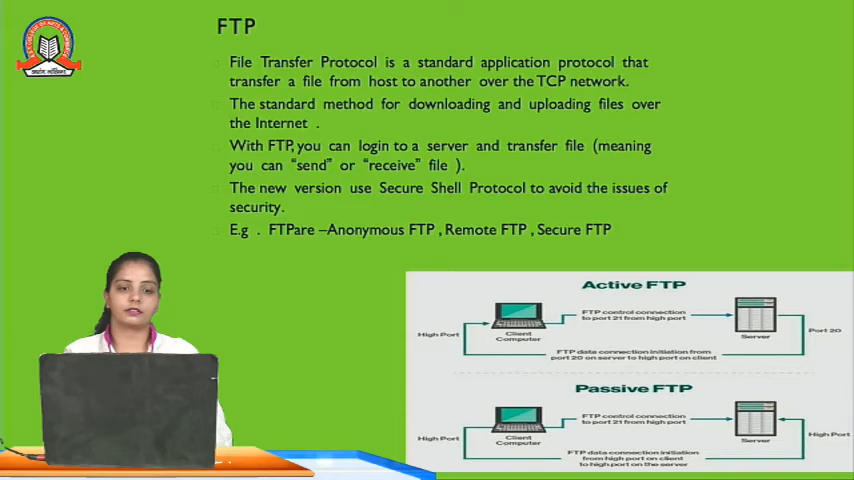 FTP
File Transfer Protocol is a standard application protocol that
transfer a file from host to another over the TCP network.
The standard method for downloading and uploading files over
the Internet .
With FTP, you can login to a server and transfer file (meaning
you can “send” or “receive” file ).
The new version use Secure Shell Protocol to avoid the issues of
security.
E.g . FTPare –Anonymous FTP , Remote FTP , Secure FTP
Active FTP
FTP control connection
to port 21 from high port
High Port
Client
Computer
Server
Port 20
FTP data connection initiation from
port 20 on server to high port on client
Passive FTP
FTP control connection
to port 21 from high port
High Port
Client
Computer
Server
High Port
FTP data connection initiation
from high port on client
to high port on the server